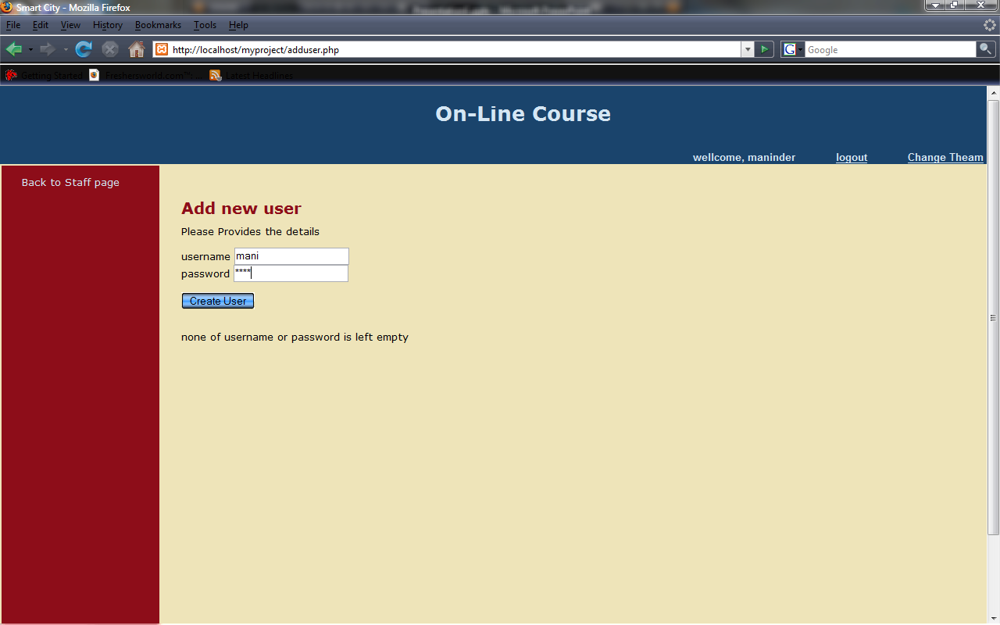 Smart City - Mozilla Firefox
File Edit View History Bookmarks Tools Help
http://localhost/myproject/adduser.php
G Google
Getting Started Freshersworld.com™: ... Latest Headlines
On-Line Course
wellcome, maninder logout Change Theam
Back to Staff page
Add new user
Please Provides the details
username mani
password ****
Create User
none of username or password is left empty